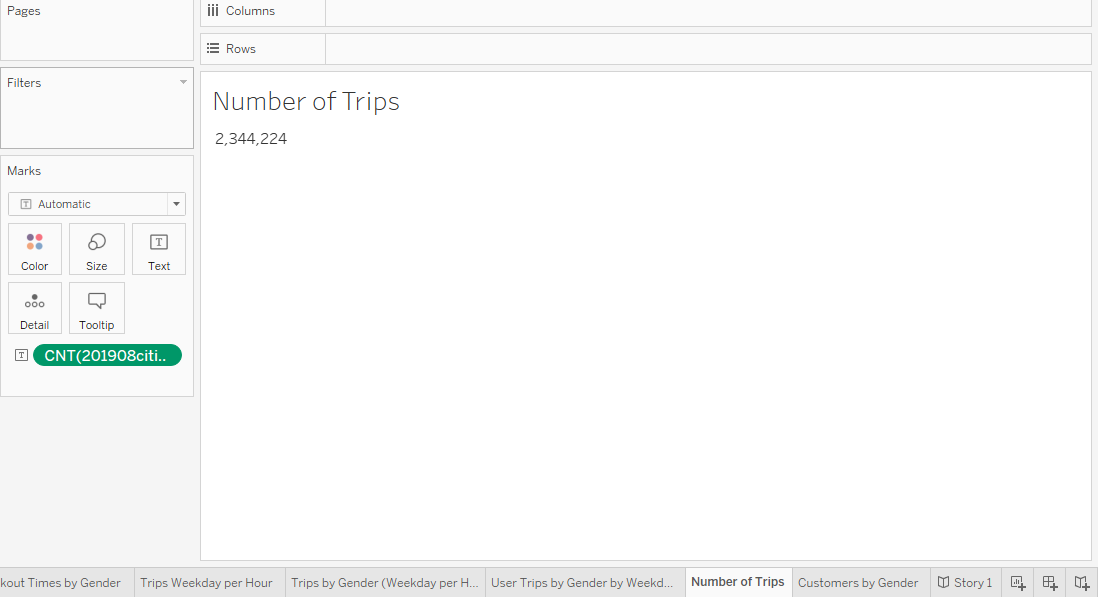 Pages
Columns
Rows
Filters
Number of Trips
2,344,224
Marks
T Automatic
Color Size T Text
Detail Tooltip
T CNT(201908citi..
kout Times by Gender Trips Weekday per Hour Trips by Gender (Weekday per H... User Trips by Gender by Weekd... Number of Trips Customers by Gender Story 1